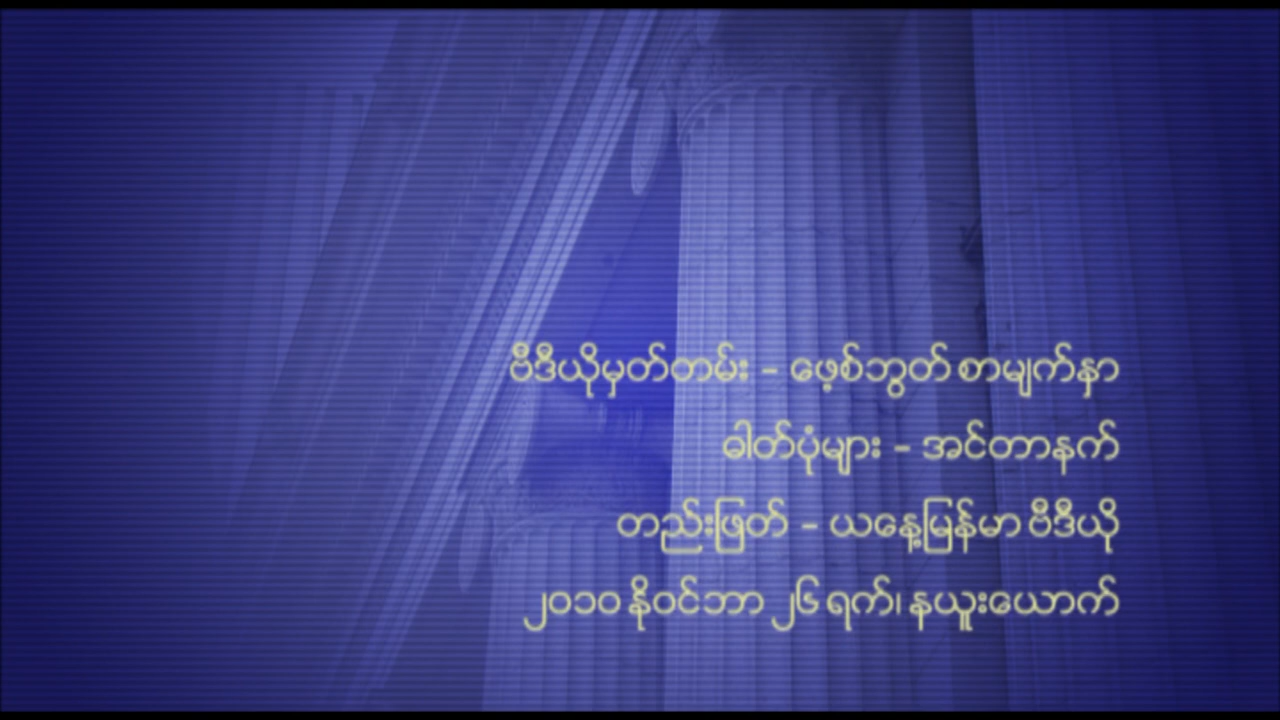 ဗီဒီယိုမှတ်တမ်း - ဖေ့စ်ဘွတ် စာမျက်နှာ
ဓါတ်ပုံများ - အင်တာနက်
တည်းဖြတ် - ယနေ့မြန်မာ ဗီဒီယို
၂၀၁၀ နိုဝင်ဘာ ၂၆ ရက်၊ နယူးယောက်